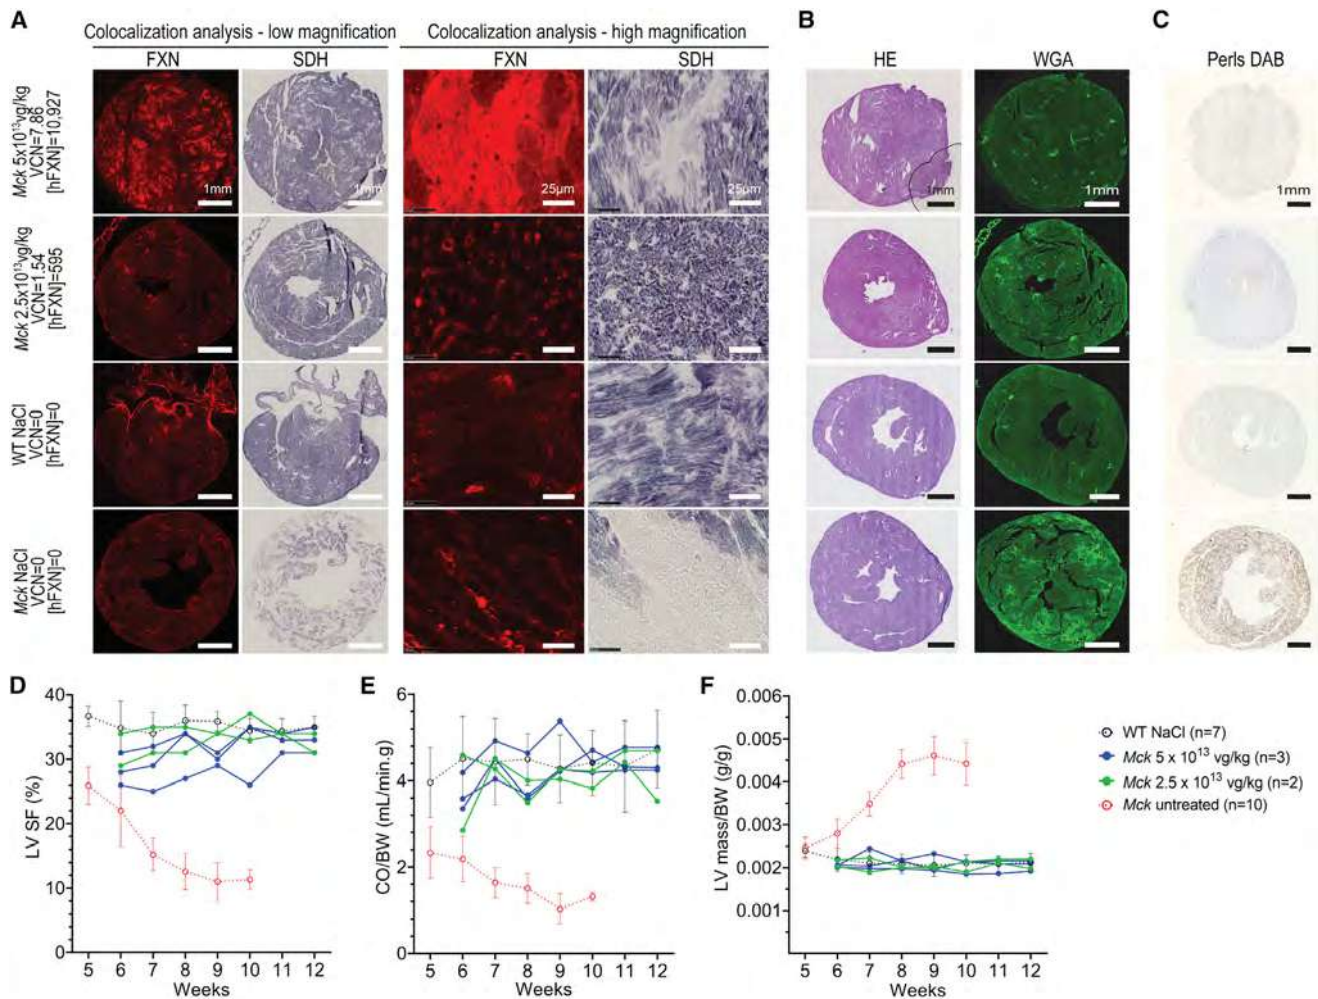 A
Colocalization analysis - low magnification
Colocalization analysis - high magnification
B
C
FXN
SDH
FXN
SDH
HE
WGA
Perls DAB
Mck 5x10¹³vg/kg
VCN=7.86
[hFXN]=10,927
1mm
1mm
25µm
25µm
1mm
1mm
1mm
Mck 2.5x10¹³vg/kg
VCN=1.54
[hFXN]=595
WT NaCl
VCN=0
[hFXN]=0
Mck NaCl
VCN=0
[hFXN]=0
D
LV SF (%)
40
30
20
10
0
5 6 7 8 9 10 11 12
Weeks
E
CO/BW (mL/min.g)
6
4
2
0
5 6 7 8 9 10 11 12
Weeks
F
LV mass/BW (g/g)
0.006
0.005
0.004
0.003
0.002
0.001
5 6 7 8 9 10 11 12
Weeks
WT NaCl (n=7)
Mck 5 x 10¹³ vg/kg (n=3)
Mck 2.5 x 10¹³ vg/kg (n=2)
Mck untreated (n=10)